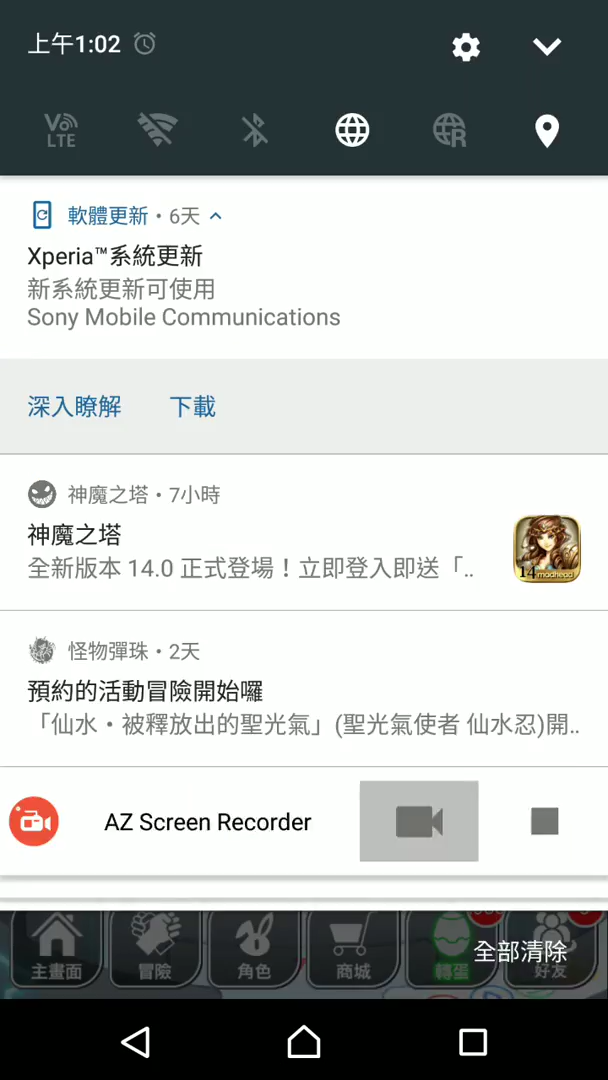 上午1:02
Vo
LTE
R
軟體更新 • 6天
Xperia™系統更新
新系統更新可使用
Sony Mobile Communications
深入瞭解 下載
神魔之塔 • 7小時
神魔之塔
全新版本 14.0 正式登場！立即登入即送「..
14 madhead
怪物彈珠 • 2天
預約的活動冒險開始囉
「仙水・被釋放出的聖光氣」(聖光氣使者 仙水忍)開..
AZ Screen Recorder
主畫面 冒險 角色 商城 轉蛋 好友
全部清除